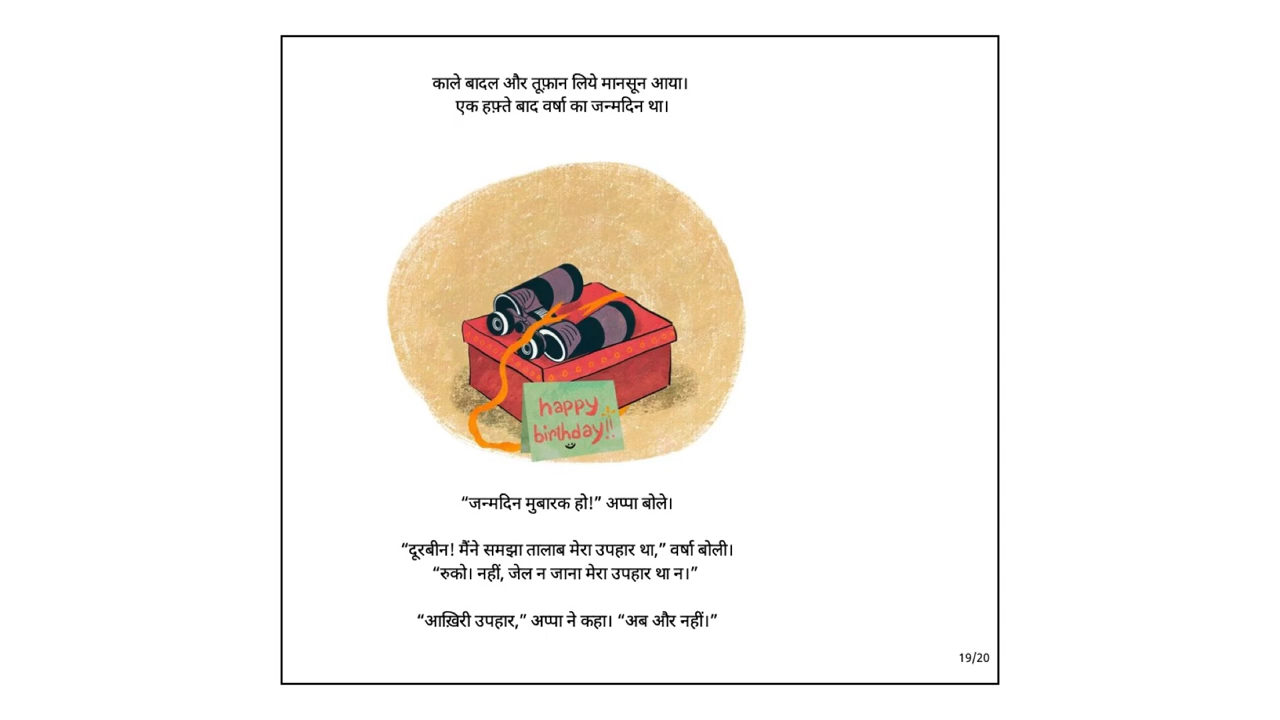 काले बादल और तूफ़ान लिये मानसून आया।
एक हफ़्ते बाद वर्षा का जन्मदिन था।
happy
birthday!!
“जन्मदिन मुबारक हो!” अप्पा बोले।
“दूरबीन! मैंने समझा तालाब मेरा उपहार था,” वर्षा बोली।
“रुको। नहीं, जेल न जाना मेरा उपहार था न।”
“आख़िरी उपहार,” अप्पा ने कहा। “अब और नहीं।”
19/20